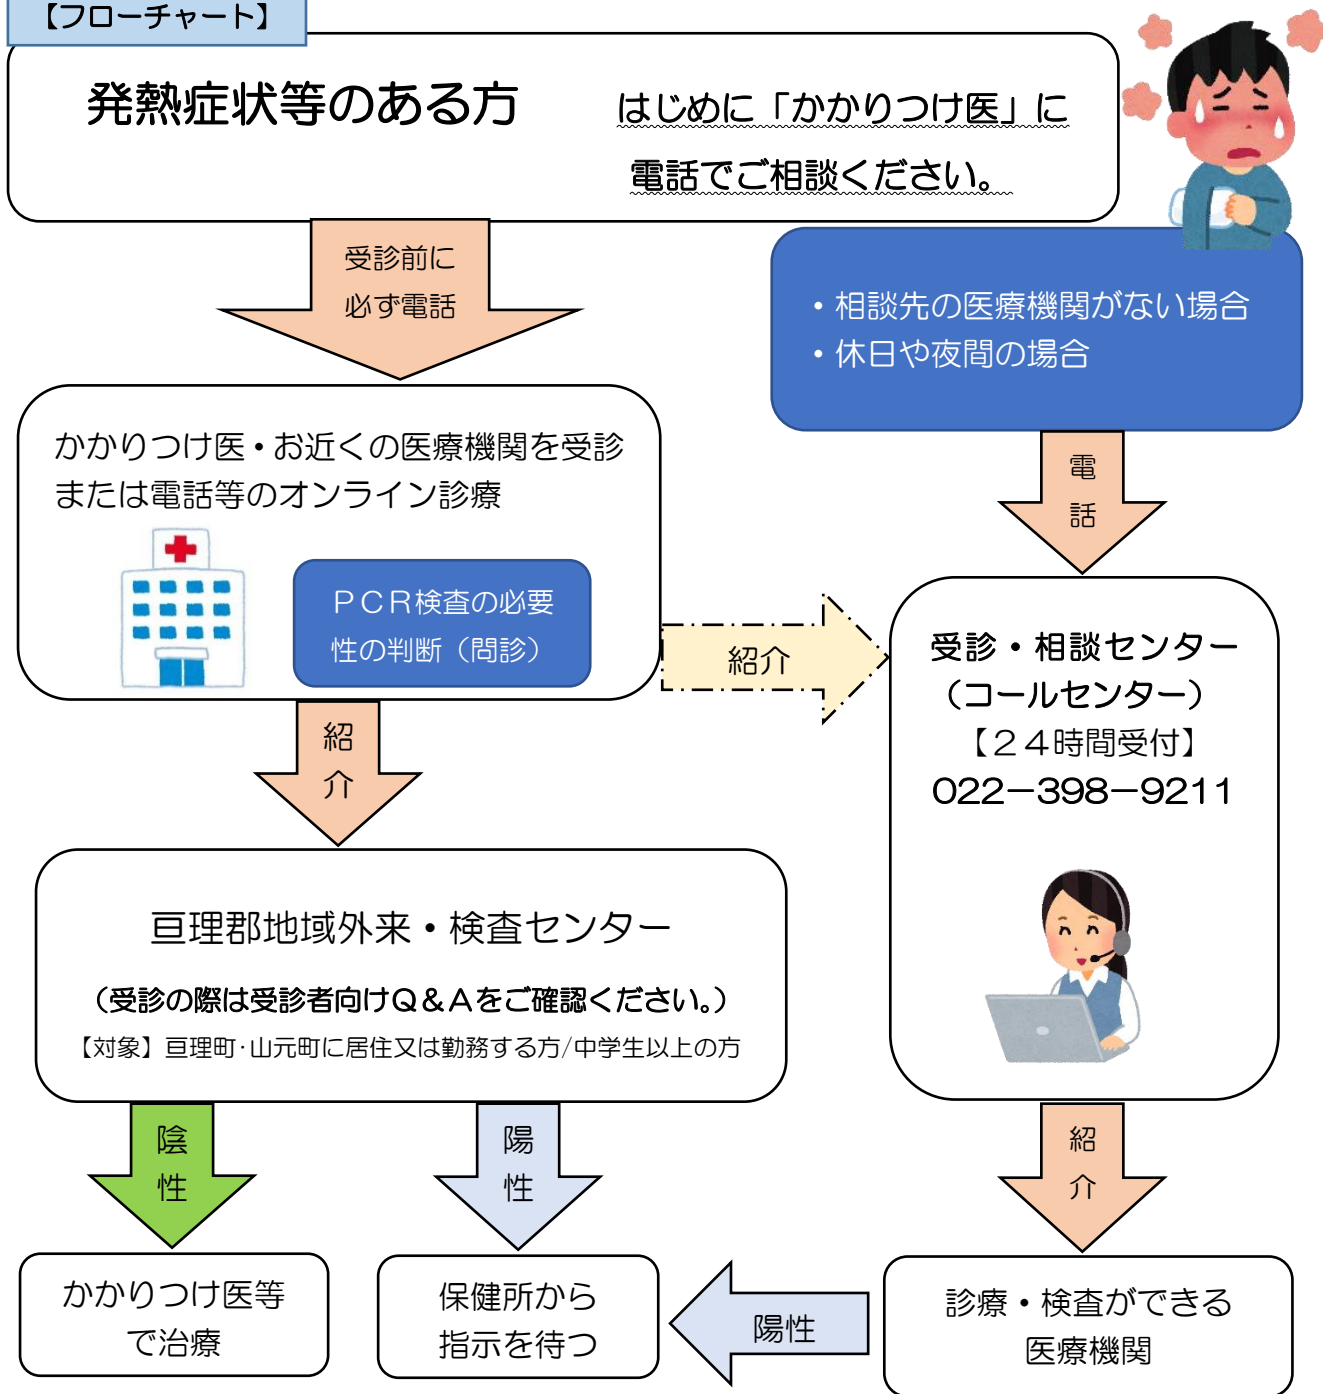 【フローチャート】
発熱症状等のある方
はじめに「かかりつけ医」に
電話でご相談ください。
受診前に
必ず電話
・相談先の医療機関がない場合
・休日や夜間の場合
かかりつけ医・お近くの医療機関を受診
または電話等のオンライン診療
ＰＣＲ検査の必要
性の判断（問診）
電
話
紹介
受診・相談センター
（コールセンター）
【２４時間受付】
022－398－9211
紹
介
亘理郡地域外来・検査センター
（受診の際は受診者向けＱ＆Ａをご確認ください。）
【対象】亘理町･山元町に居住又は勤務する方/中学生以上の方
陰
性
陽
性
紹
介
かかりつけ医等
で治療
保健所から
指示を待つ
陽性
診療・検査ができる
医療機関